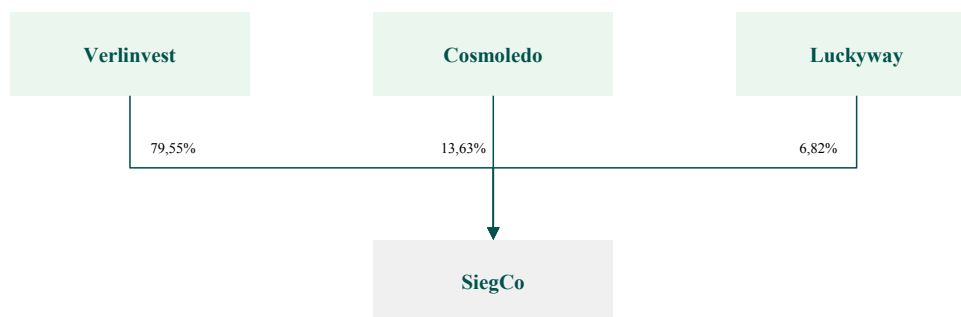 Verlinvest
Cosmoledo
Luckyway
79,55%
13,63%
6,82%
SiegCo